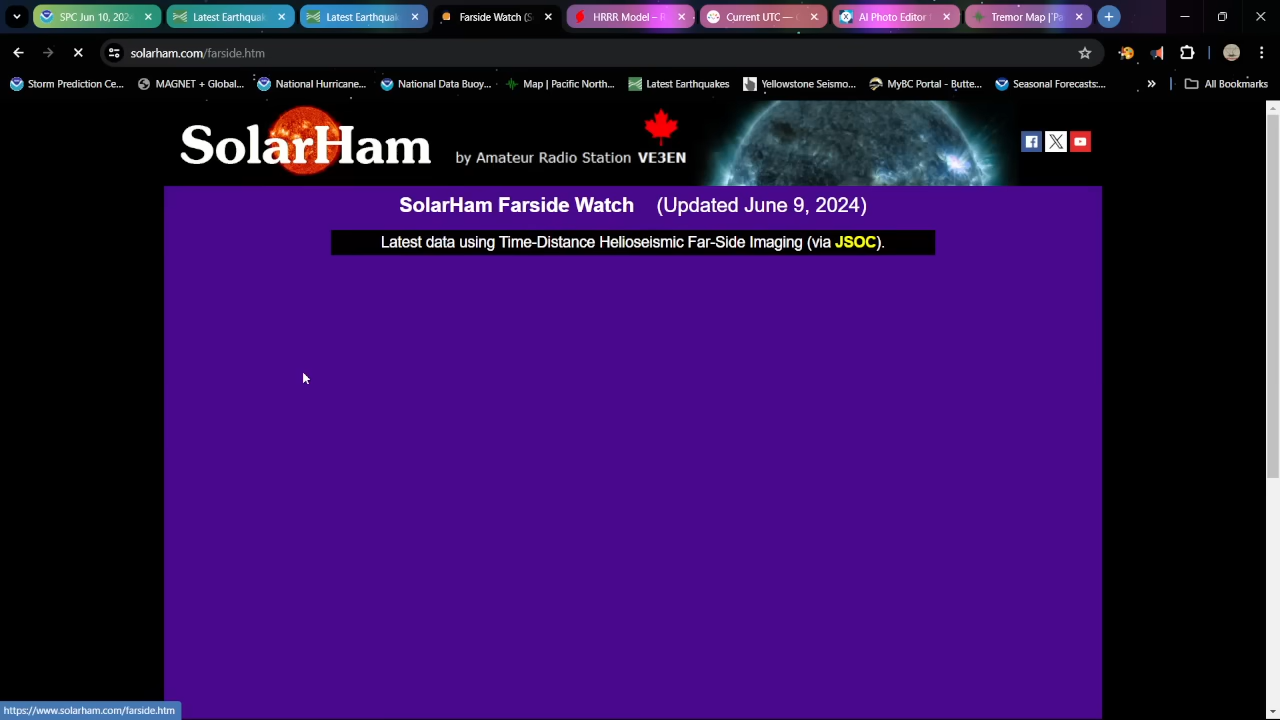 SPC Jun 10, 202
Latest Earthquak
Latest Earthquak
Farside Watch (S
HRRR Model – R
Current UTC —
AI Photo Editor
Tremor Map | Pa
solarham.com/farside.htm
Storm Prediction Ce...
MAGNET + Global...
National Hurricane...
National Data Buoy...
Map | Pacific North...
Latest Earthquakes
Yellowstone Seismo...
MyBC Portal - Butte...
Seasonal Forecasts:...
»
All Bookmarks
SolarHam
by Amateur Radio Station VE3EN
SolarHam Farside Watch (Updated June 9, 2024)
Latest data using Time-Distance Helioseismic Far-Side Imaging (via JSOC).
https://www.solarham.com/farside.htm